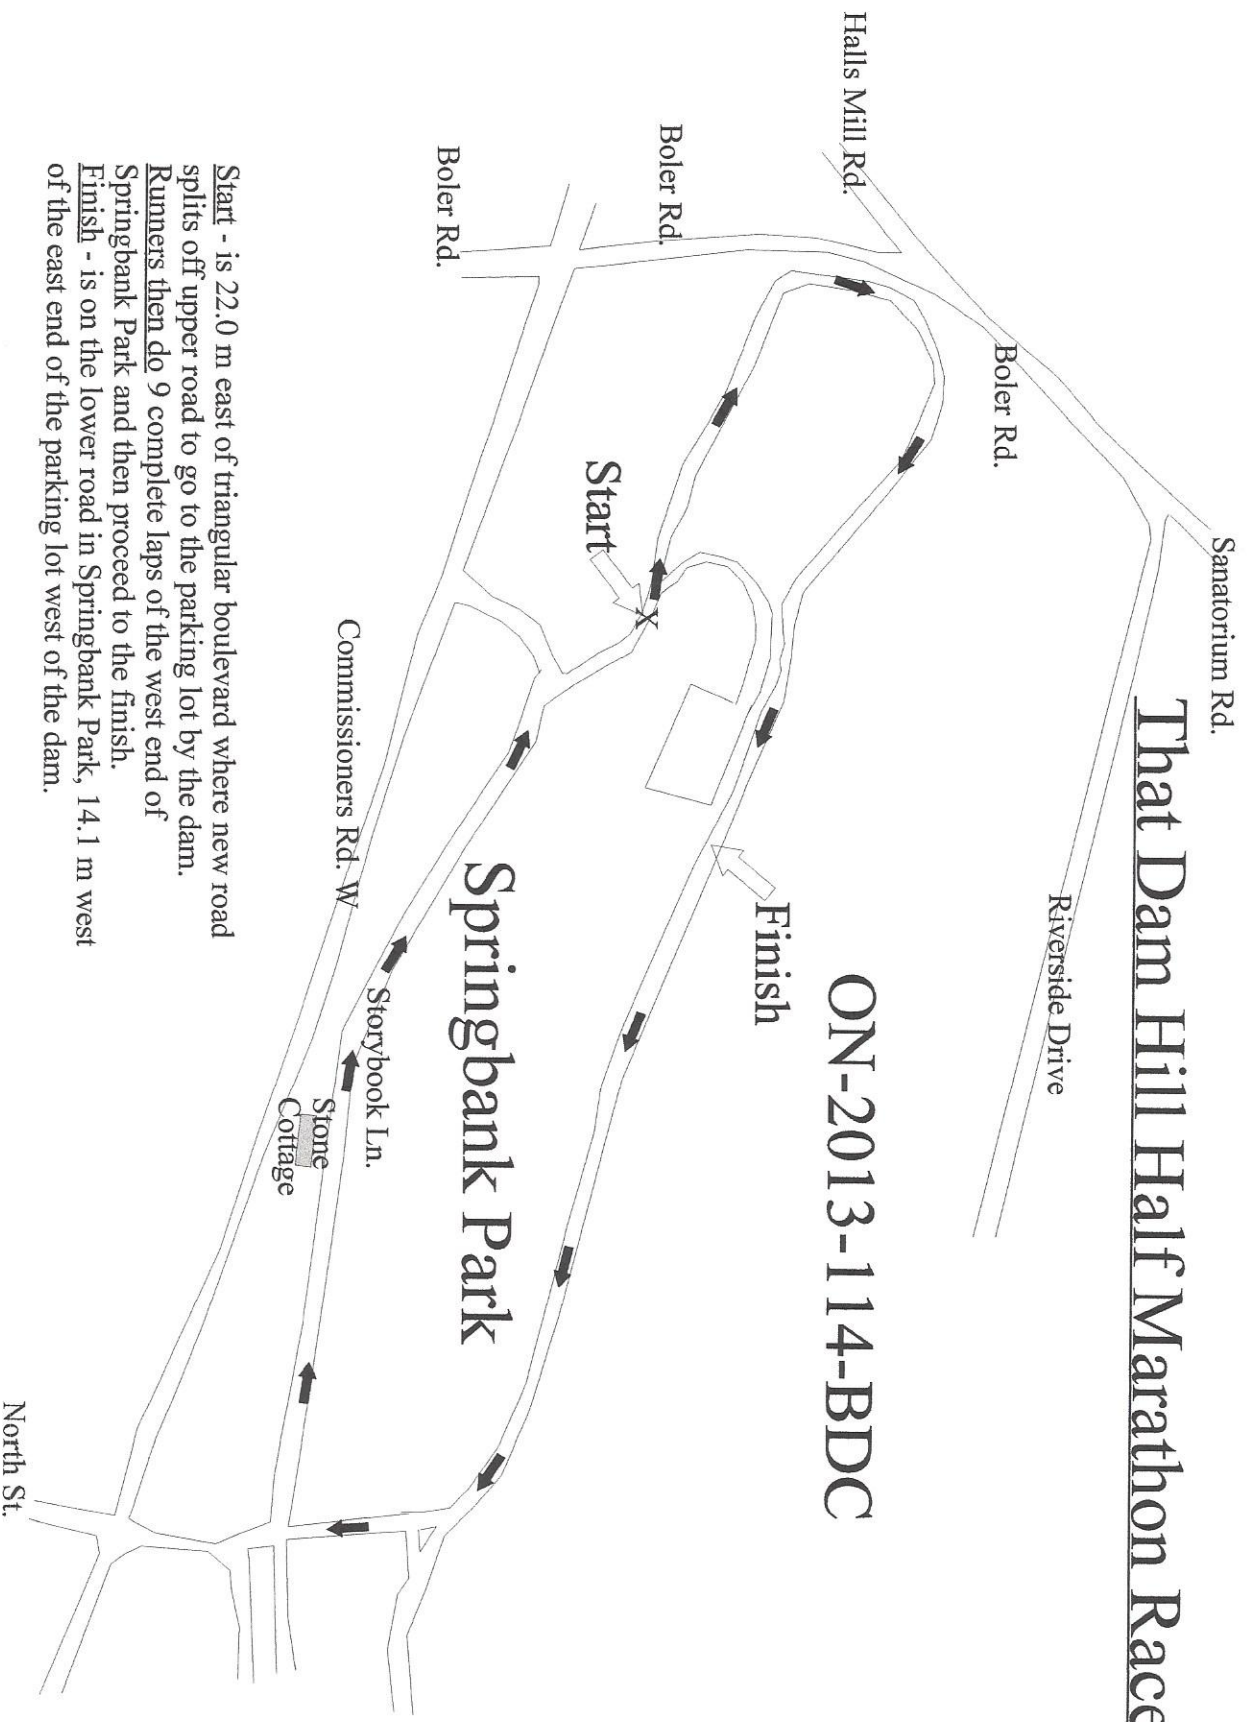 That Dam Hill Half Marathon Race
Sanatorium Rd.
Riverside Drive
Boler Rd.
ON-2013-114-BDC
Halls Mill Rd.
Finish
Boler Rd.
Start
Springbank Park
Boler Rd.
Storybook Ln.
Commissioners Rd. W
Stone
Cottage
North St.
Start - is 22.0 m east of triangular boulevard where new road
splits off upper road to go to the parking lot by the dam.
Runners then do 9 complete laps of the west end of
Springbank Park and then proceed to the finish.
Finish - is on the lower road in Springbank Park, 14.1 m west
of the east end of the parking lot west of the dam.
X